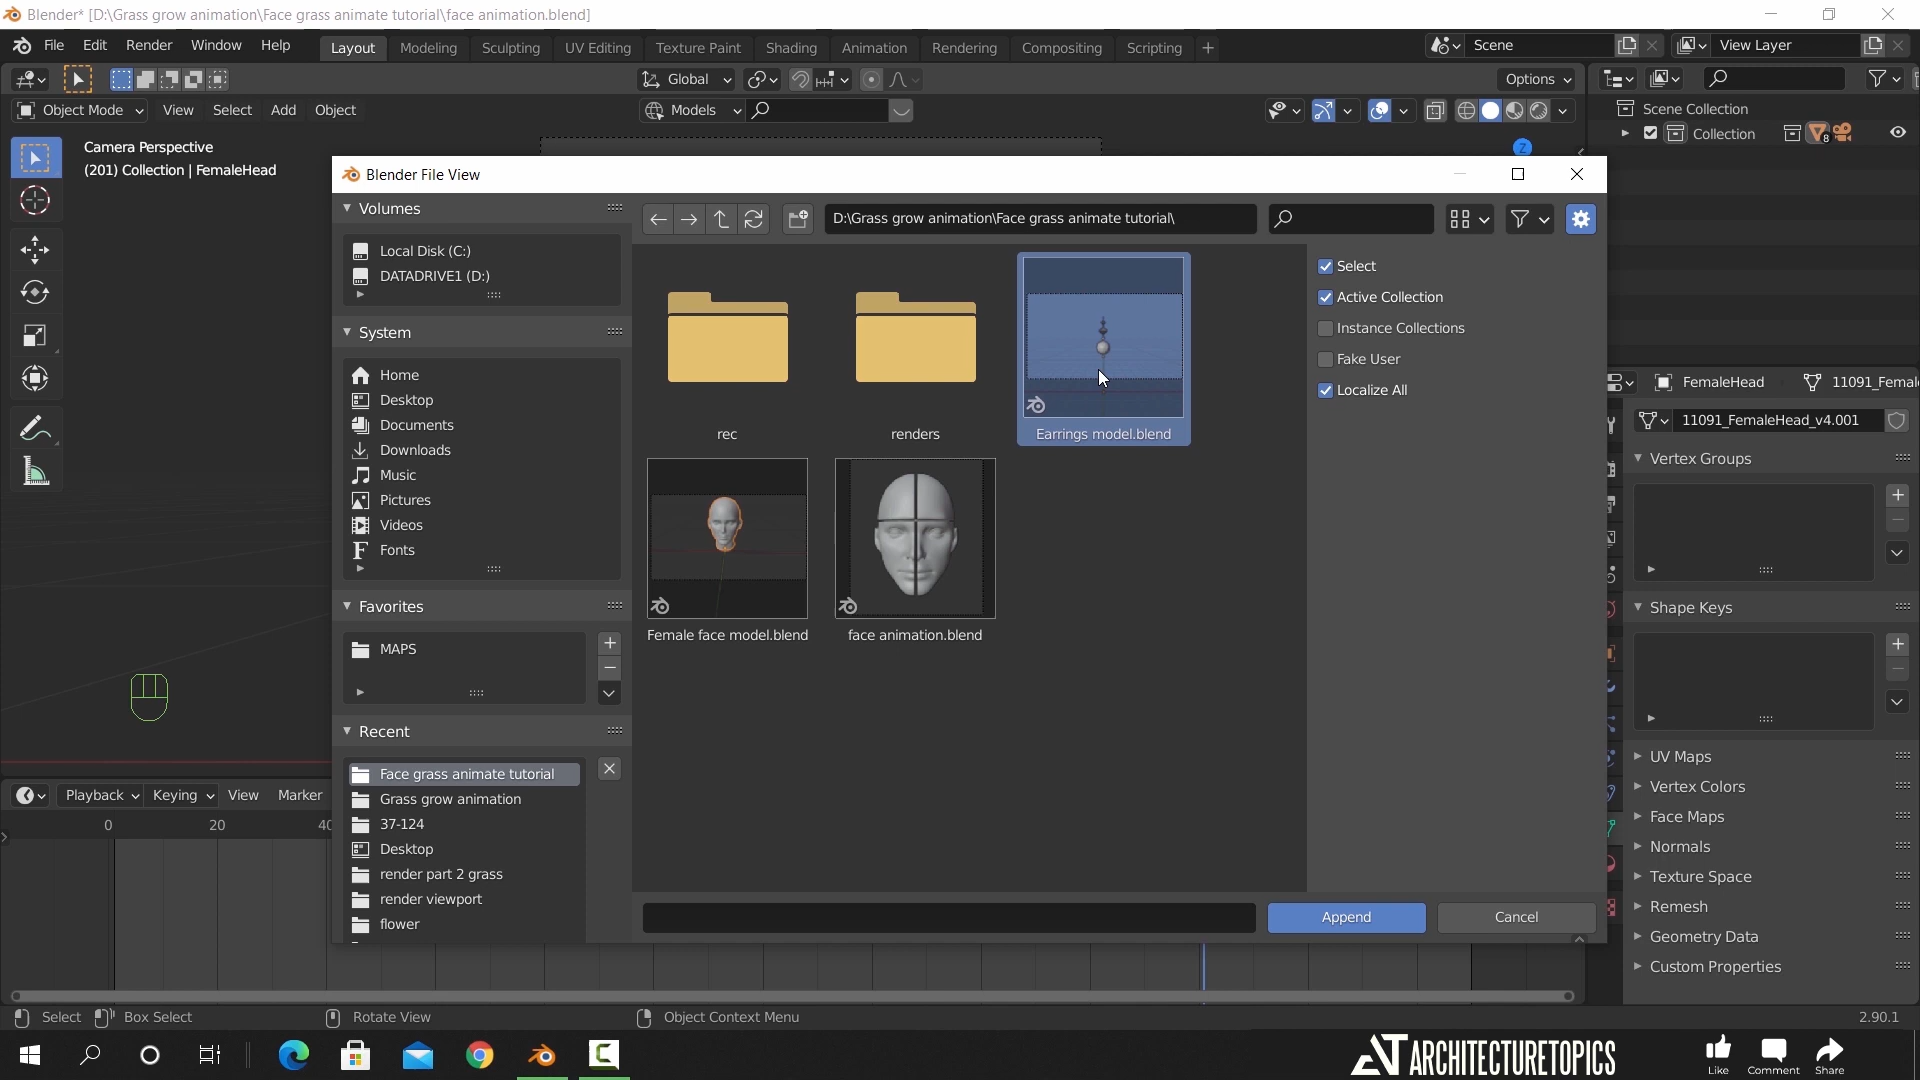 Blender* [D:\Grass grow animation\Face grass animate tutorial\face animation.blend]
File Edit Render Window Help Layout Modeling Sculpting UV Editing Texture Paint Shading Animation Rendering Compositing Scripting Scene View Layer
Global Options
Object Mode View Select Add Object Models
Scene Collection
Collection 8
Camera Perspective
(201) Collection | FemaleHead
Z
Blender File View
Volumes
D:\Grass grow animation\Face grass animate tutorial\
Local Disk (C:)
DATADRIVE1 (D:)
System
Home
Desktop
Documents
Downloads
Music
Pictures
Videos
Fonts
Favorites
MAPS
Recent
Face grass animate tutorial
Grass grow animation
37-124
Desktop
render part 2 grass
render viewport
flower
rec
renders
Earrings model.blend
Female face model.blend
face animation.blend
Select
Active Collection
Instance Collections
Fake User
Localize All
Append
Cancel
FemaleHead 11091_Femal
11091_FemaleHead_v4.001
Vertex Groups
Shape Keys
UV Maps
Vertex Colors
Face Maps
Normals
Texture Space
Remesh
Geometry Data
Custom Properties
Playback Keying View Marker
0 20 40
Select Box Select Rotate View Object Context Menu 2.90.1
ARCHITECTURETOPICS
Like Comment Share